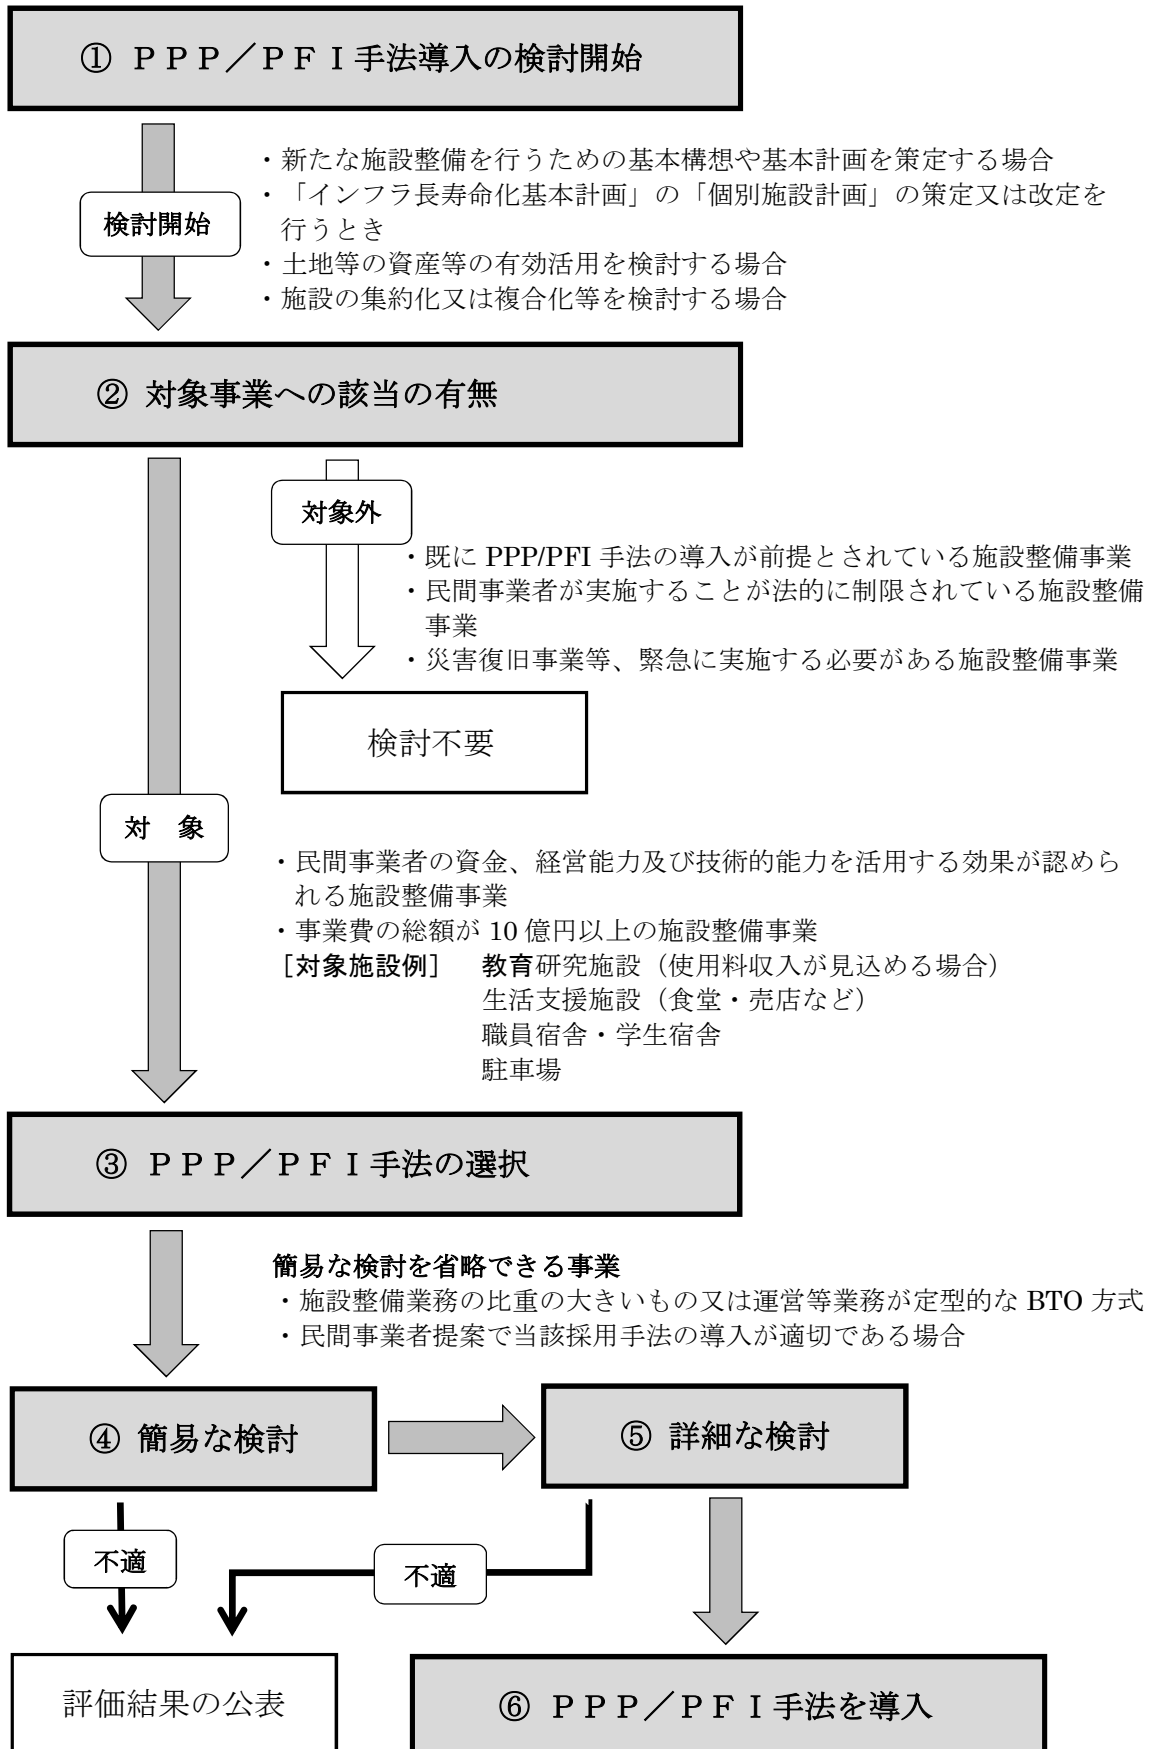 ① ＰＰＰ／ＰＦＩ手法導入の検討開始
検討開始
・新たな施設整備を行うための基本構想や基本計画を策定する場合
・「インフラ長寿命化基本計画」の「個別施設計画」の策定又は改定を
行うとき
・土地等の資産等の有効活用を検討する場合
・施設の集約化又は複合化等を検討する場合
② 対象事業への該当の有無
対象外
・既に PPP/PFI 手法の導入が前提とされている施設整備事業
・民間事業者が実施することが法的に制限されている施設整備
事業
・災害復旧事業等、緊急に実施する必要がある施設整備事業
検討不要
対　象
・民間事業者の資金、経営能力及び技術的能力を活用する効果が認めら
れる施設整備事業
・事業費の総額が 10 億円以上の施設整備事業
［対象施設例］　教育研究施設（使用料収入が見込める場合）
生活支援施設（食堂・売店など）
職員宿舎・学生宿舎
駐車場
③ ＰＰＰ／ＰＦＩ手法の選択
簡易な検討を省略できる事業
・施設整備業務の比重の大きいもの又は運営等業務が定型的な BTO 方式
・民間事業者提案で当該採用手法の導入が適切である場合
④ 簡易な検討
⑤ 詳細な検討
不適
不適
評価結果の公表
⑥ ＰＰＰ／ＰＦＩ手法を導入